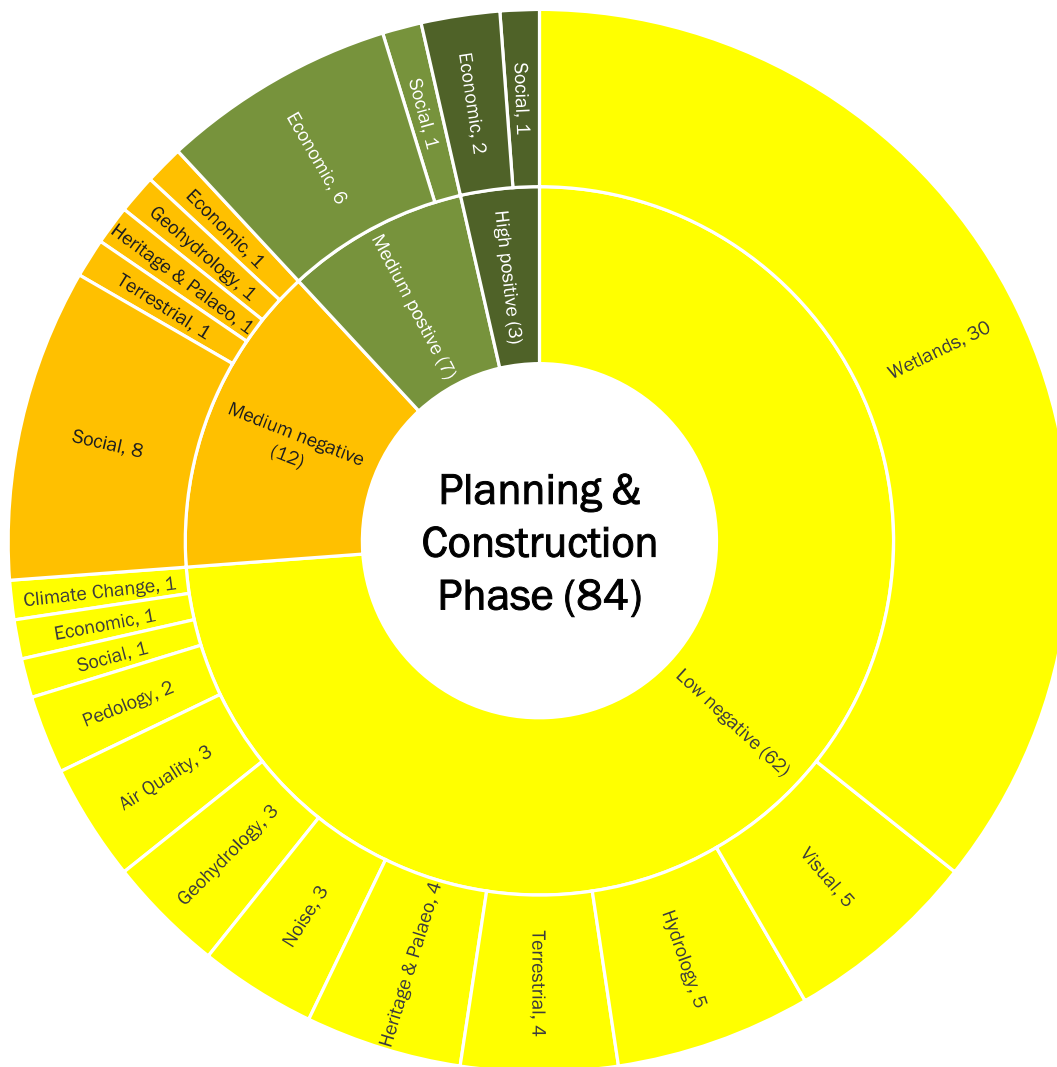 Planning &
Construction
Phase (84)
Low negative (62)
Wetlands, 30
Visual, 5
Hydrology, 5
Terrestrial, 4
Heritage & Palaeo, 4
Noise, 3
Geohydrology, 3
Air Quality, 3
Pedology, 2
Social, 1
Economic, 1
Climate Change, 1
Medium negative
(12)
Social, 8
Terrestrial, 1
Heritage & Palaeo, 1
Geohydrology, 1
Economic, 1
Medium postive (7)
Economic, 6
Social, 1
High positive (3)
Economic, 2
Social, 1